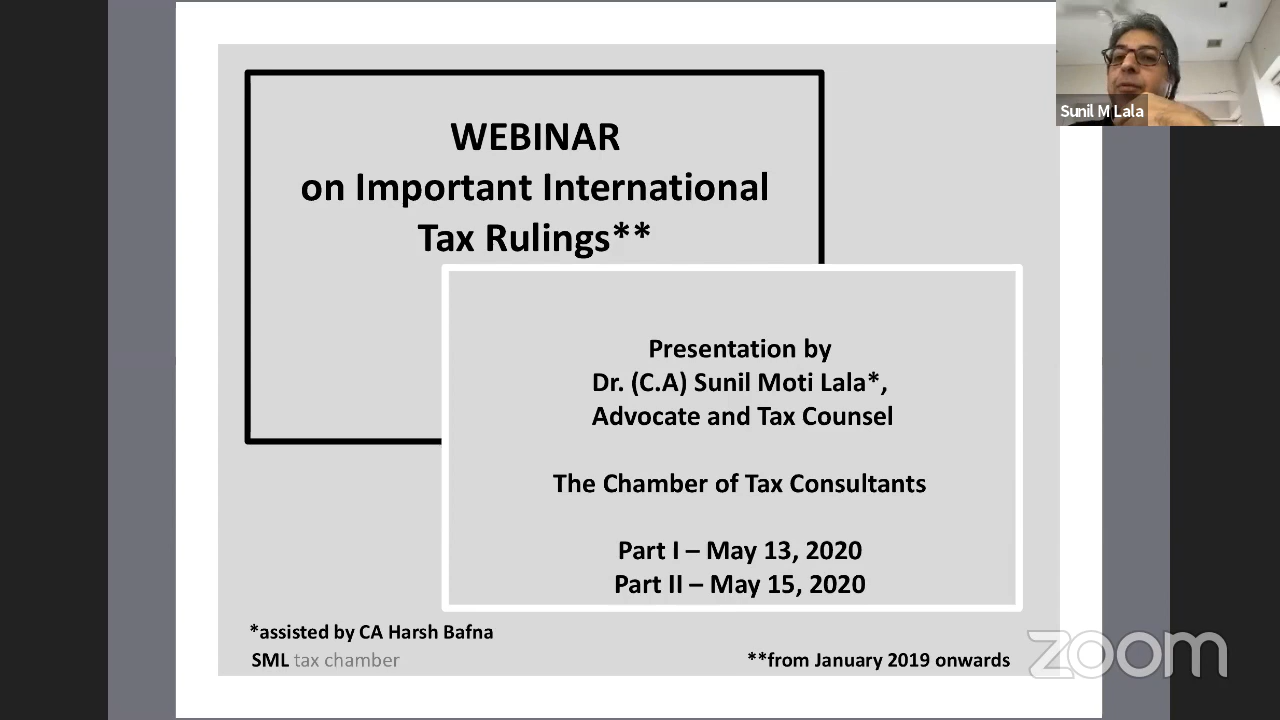 WEBINAR
on Important International
Tax Rulings**
Presentation by
Dr. (C.A) Sunil Moti Lala*,
Advocate and Tax Counsel
The Chamber of Tax Consultants
Part I – May 13, 2020
Part II – May 15, 2020
*assisted by CA Harsh Bafna
SML tax chamber
**from January 2019 onwards
Sunil M Lala
zoom